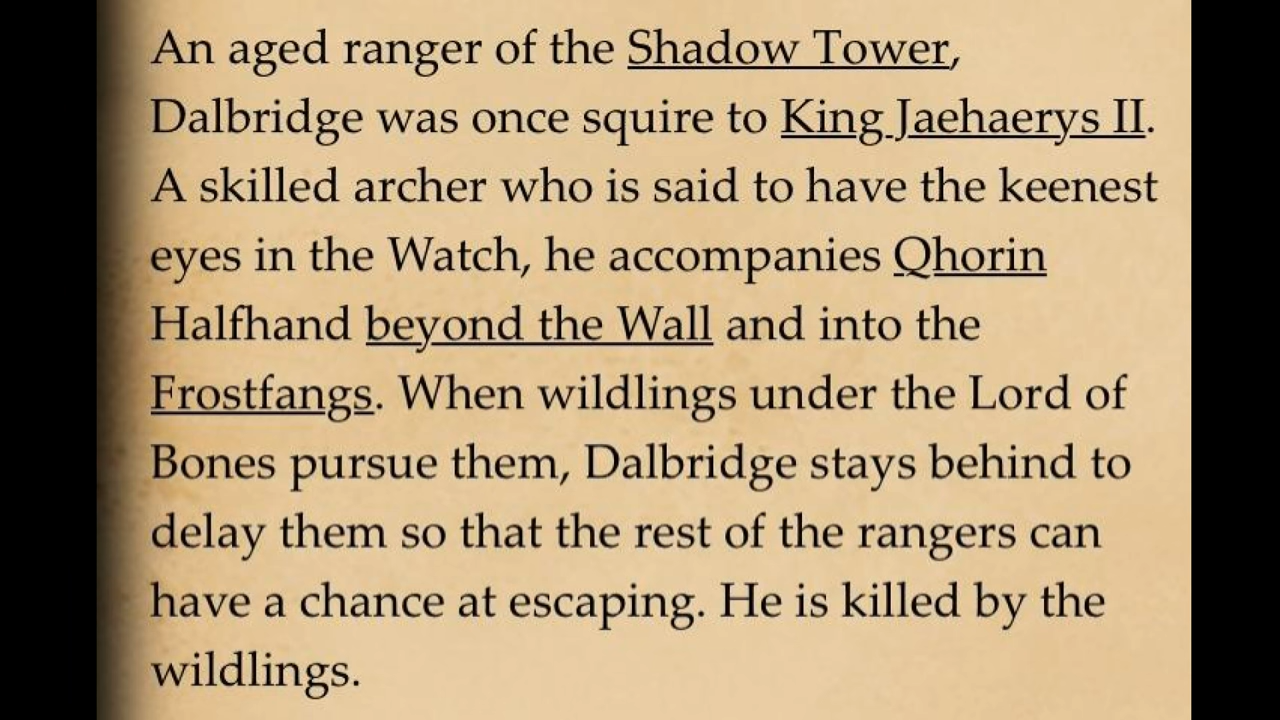 An aged ranger of the Shadow Tower,
Dalbridge was once squire to King Jaehaerys II.
A skilled archer who is said to have the keenest
eyes in the Watch, he accompanies Qhorin
Halfhand beyond the Wall and into the
Frostfangs. When wildlings under the Lord of
Bones pursue them, Dalbridge stays behind to
delay them so that the rest of the rangers can
have a chance at escaping. He is killed by the
wildlings.